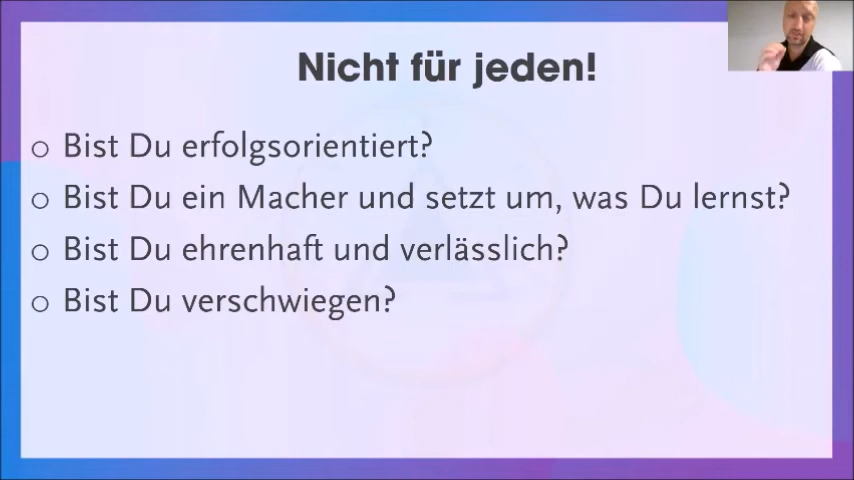 Nicht für jeden!
o Bist Du erfolgsorientiert?
o Bist Du ein Macher und setzt um, was Du lernst?
o Bist Du ehrenhaft und verlässlich?
o Bist Du verschwiegen?